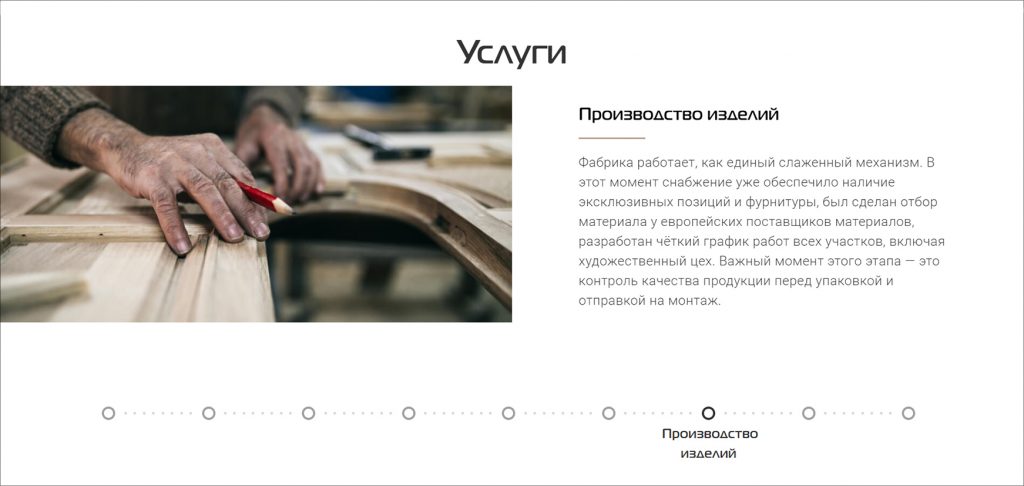 Услуги
Производство изделий
Фабрика работает, как единый слаженный механизм. В
этот момент снабжение уже обеспечило наличие
эксклюзивных позиций и фурнитуры, был сделан отбор
материала у европейских поставщиков материалов,
разработан чёткий график работ всех участков, включая
художественный цех. Важный момент этого этапа — это
контроль качества продукции перед упаковкой и
отправкой на монтаж.
Производство
изделий